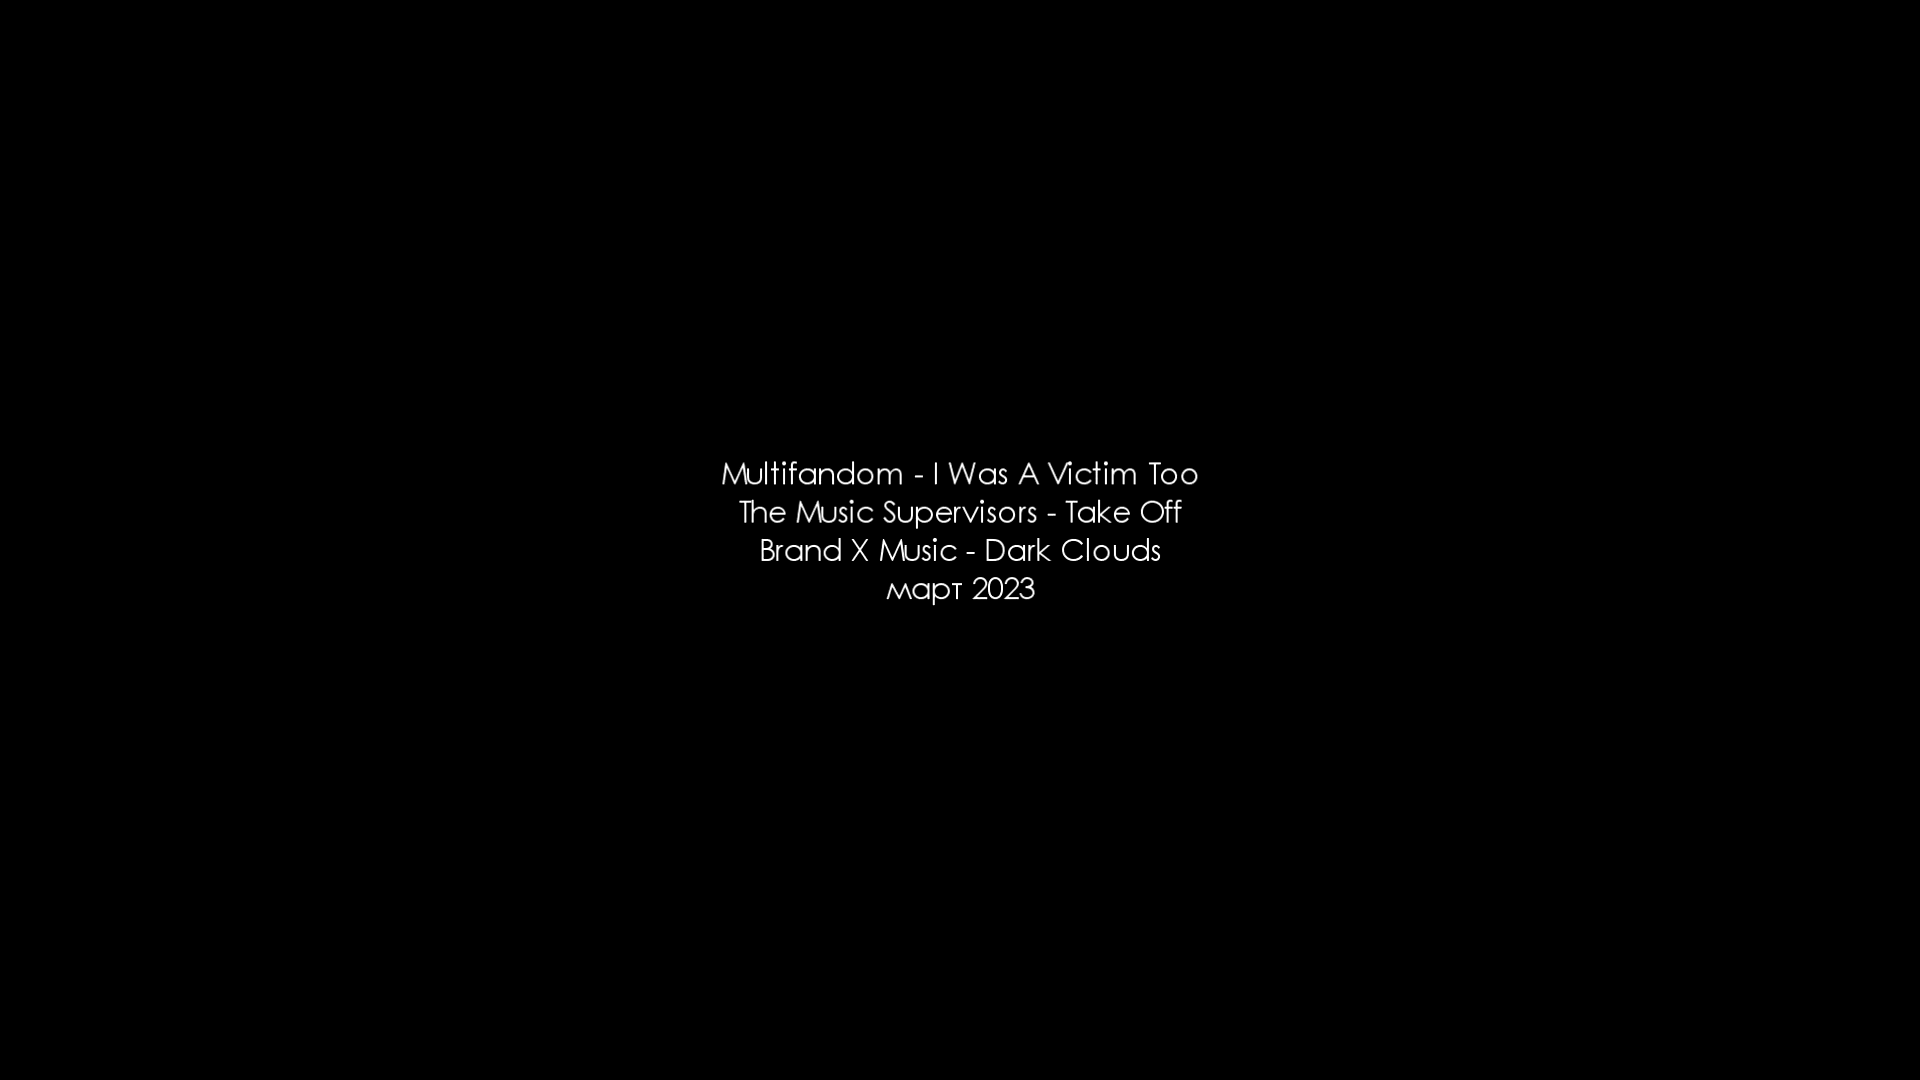 Multifandom - I Was A Victim Too
The Music Supervisors - Take Off
Brand X Music - Dark Clouds
март 2023